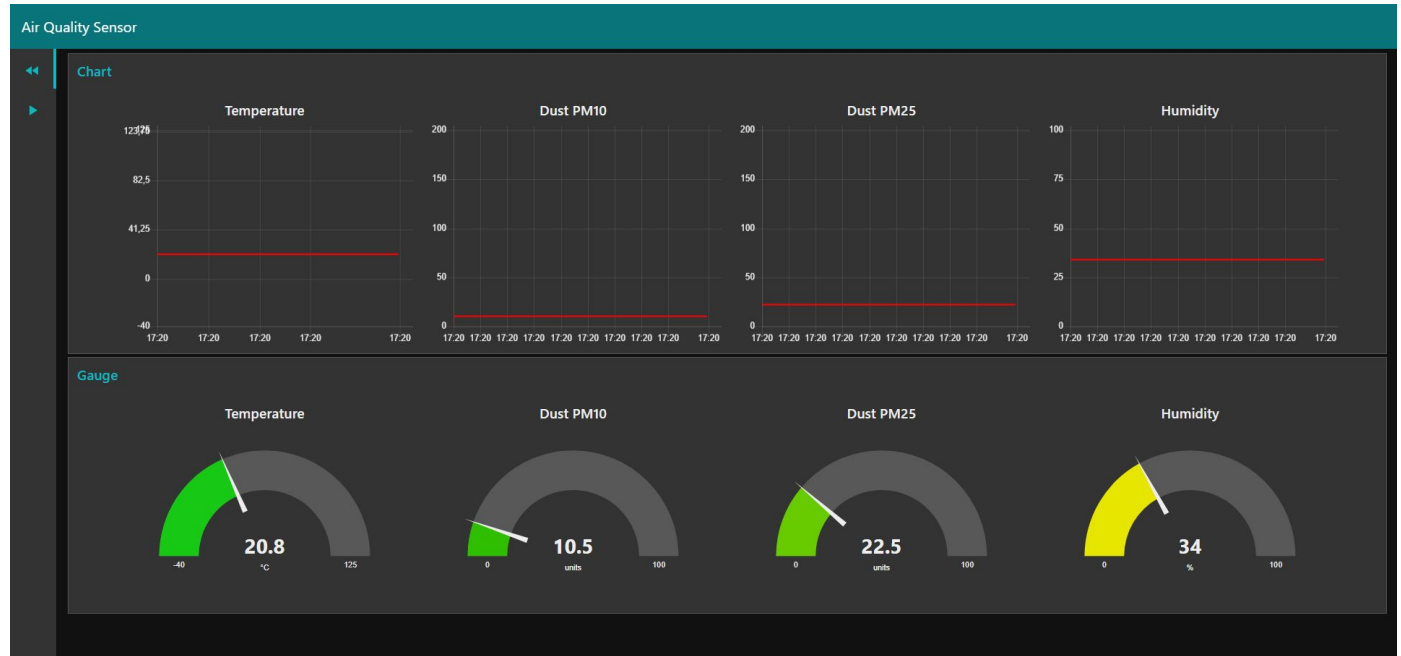 Air Quality Sensor
Chart
Temperature Dust PM10 Dust PM25 Humidity
125 200 200 100
123,75
82,5 150 150 75
41,25 100 100 50
0 50 50 25
-40 0 0 0
17:20 17:20 17:20 17:20 17:20 17:20 17:20 17:20 17:20 17:20 17:20 17:20 17:20 17:20 17:20 17:20 17:20 17:20 17:20 17:20 17:20 17:20 17:20 17:20 17:20 17:20 17:20 17:20 17:20 17:20 17:20 17:20 17:20 17:20 17:20
Gauge
Temperature Dust PM10 Dust PM25 Humidity
20.8 10.5 22.5 34
-40 °C 125 0 units 100 0 units 100 0 % 100